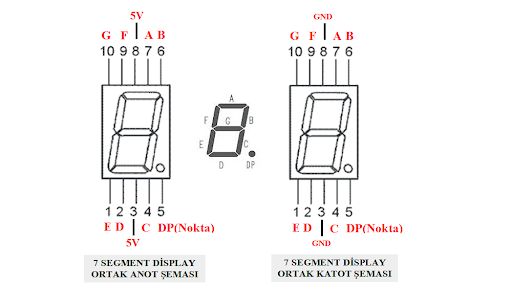 5V
G F A B
10 9 8 7 6
1 2 3 4 5
E D C DP(Nokta)
5V
7 SEGMENT DİSPLAY
ORTAK ANOT ŞEMASI
A
F G B
E C
D DP
GND
G F A B
10 9 8 7 6
1 2 3 4 5
E D C DP(Nokta)
GND
7 SEGMENT DİSPLAY
ORTAK KATOT ŞEMASI